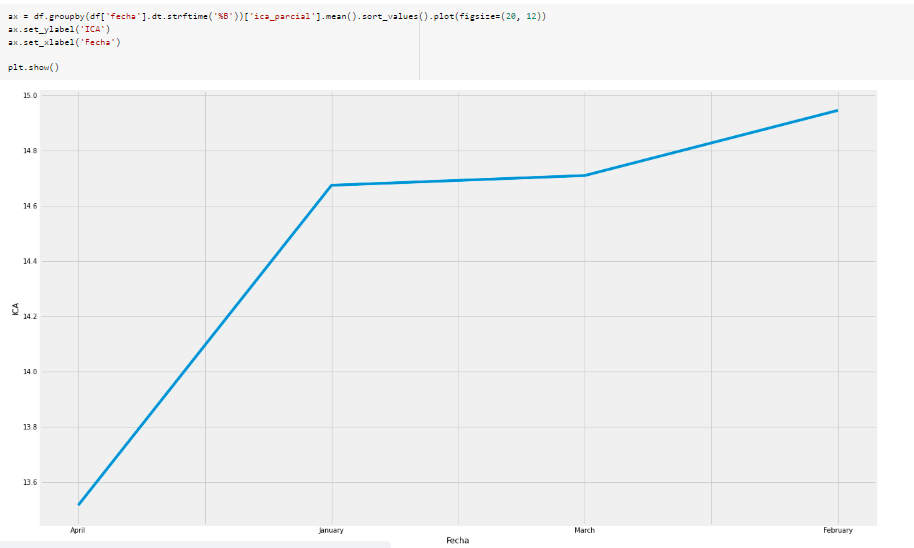 ax = df.groupby(df['fecha'].dt.strftime('%B'))['ica_parcial'].mean().sort_values().plot(figsize=(20, 12))
ax.set_ylabel('ICA')
ax.set_xlabel('Fecha')
plt.show()
15.0
14.8
14.6
14.4
14.2
14.0
13.8
13.6
ICA
April January March February
Fecha